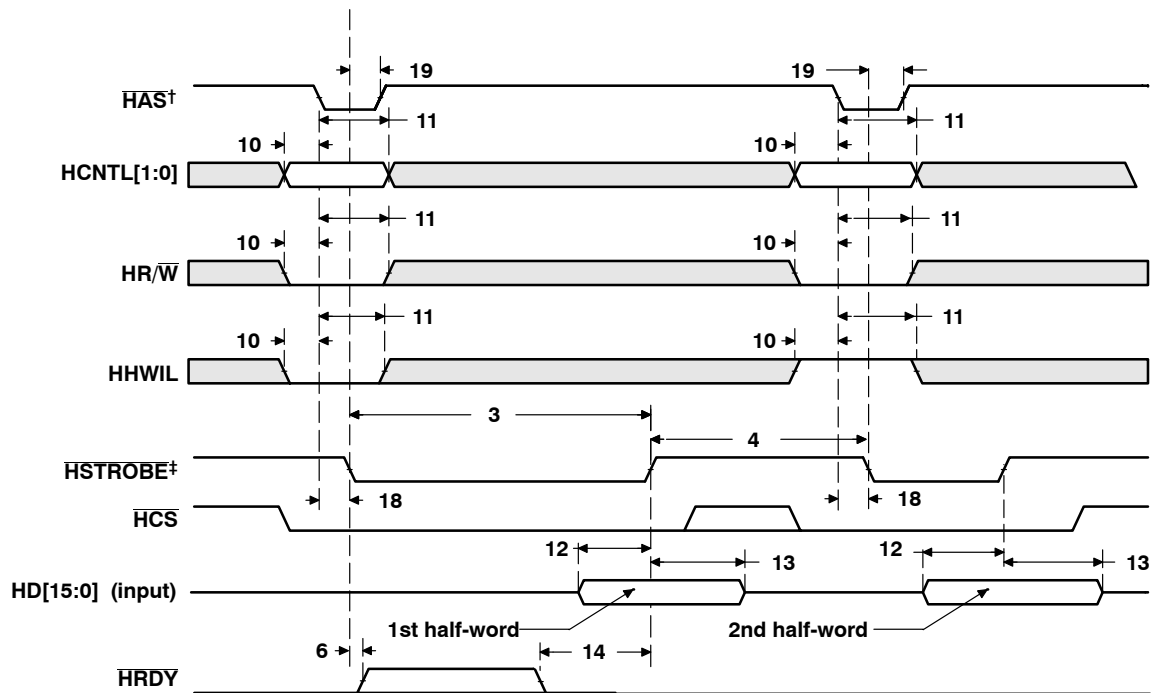 19 19
HAS†
11 11
10 10
HCNTL[1:0]
11 11
10 10
HR/W
11 11
10 10
HHWIL
3
4
HSTROBE‡
18 18
HCS
12 13 12 13
HD[15:0] (input)
1st half-word 2nd half-word
6 14
HRDY